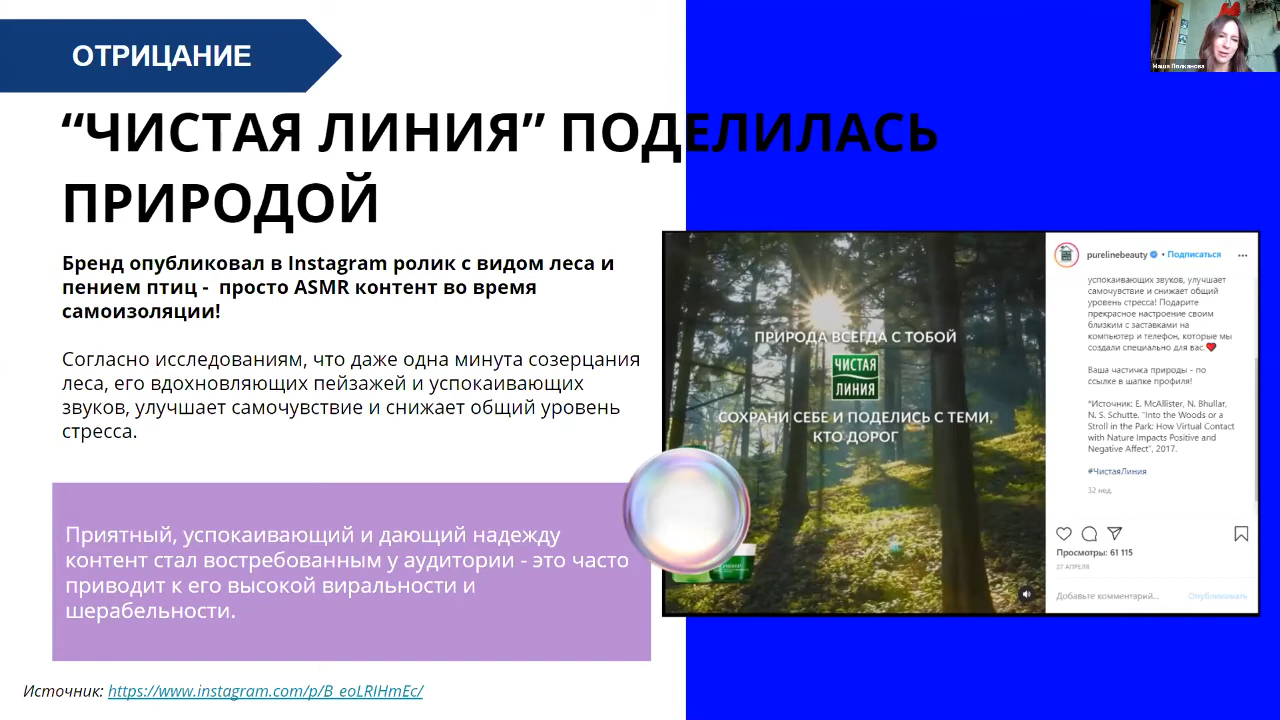 ОТРИЦАНИЕ
Маша Полканова
“ЧИСТАЯ ЛИНИЯ” ПОДЕЛИЛАСЬ
ПРИРОДОЙ
Бренд опубликовал в Instagram ролик с видом леса и
пением птиц - просто ASMR контент во время
самоизоляции!
Согласно исследованиям, что даже одна минута созерцания
леса, его вдохновляющих пейзажей и успокаивающих
звуков, улучшает самочувствие и снижает общий уровень
стресса.
Приятный, успокаивающий и дающий надежду
контент стал востребованным у аудитории - это часто
приводит к его высокой виральности и
шерабельности.
Источник: https://www.instagram.com/p/B_eoLRIHmEc/
ПРИРОДА ВСЕГДА С ТОБОЙ
ЧИСТАЯ
ЛИНИЯ
СОХРАНИ СЕБЕ И ПОДЕЛИСЬ С ТЕМИ,
КТО ДОРОГ
purelinebeauty • Подписаться
успокаивающих звуков, улучшает
самочувствие и снижает общий
уровень стресса! Подарите
прекрасное настроение своим
близким с заставками на
компьютер и телефон, которые мы
создали специально для вас.
Ваша частичка природы - по
ссылке в шапке профиля!
*Источник: E. McAllister, N. Bhullar,
N. S. Schutte. "Into the Woods or a
Stroll in the Park: How Virtual Contact
with Nature Impacts Positive and
Negative Affect", 2017.
#ЧистаяЛиния
32 нед.
Просмотры: 61 115
27 АПРЕЛЯ
Добавьте комментарий... Опубликовать